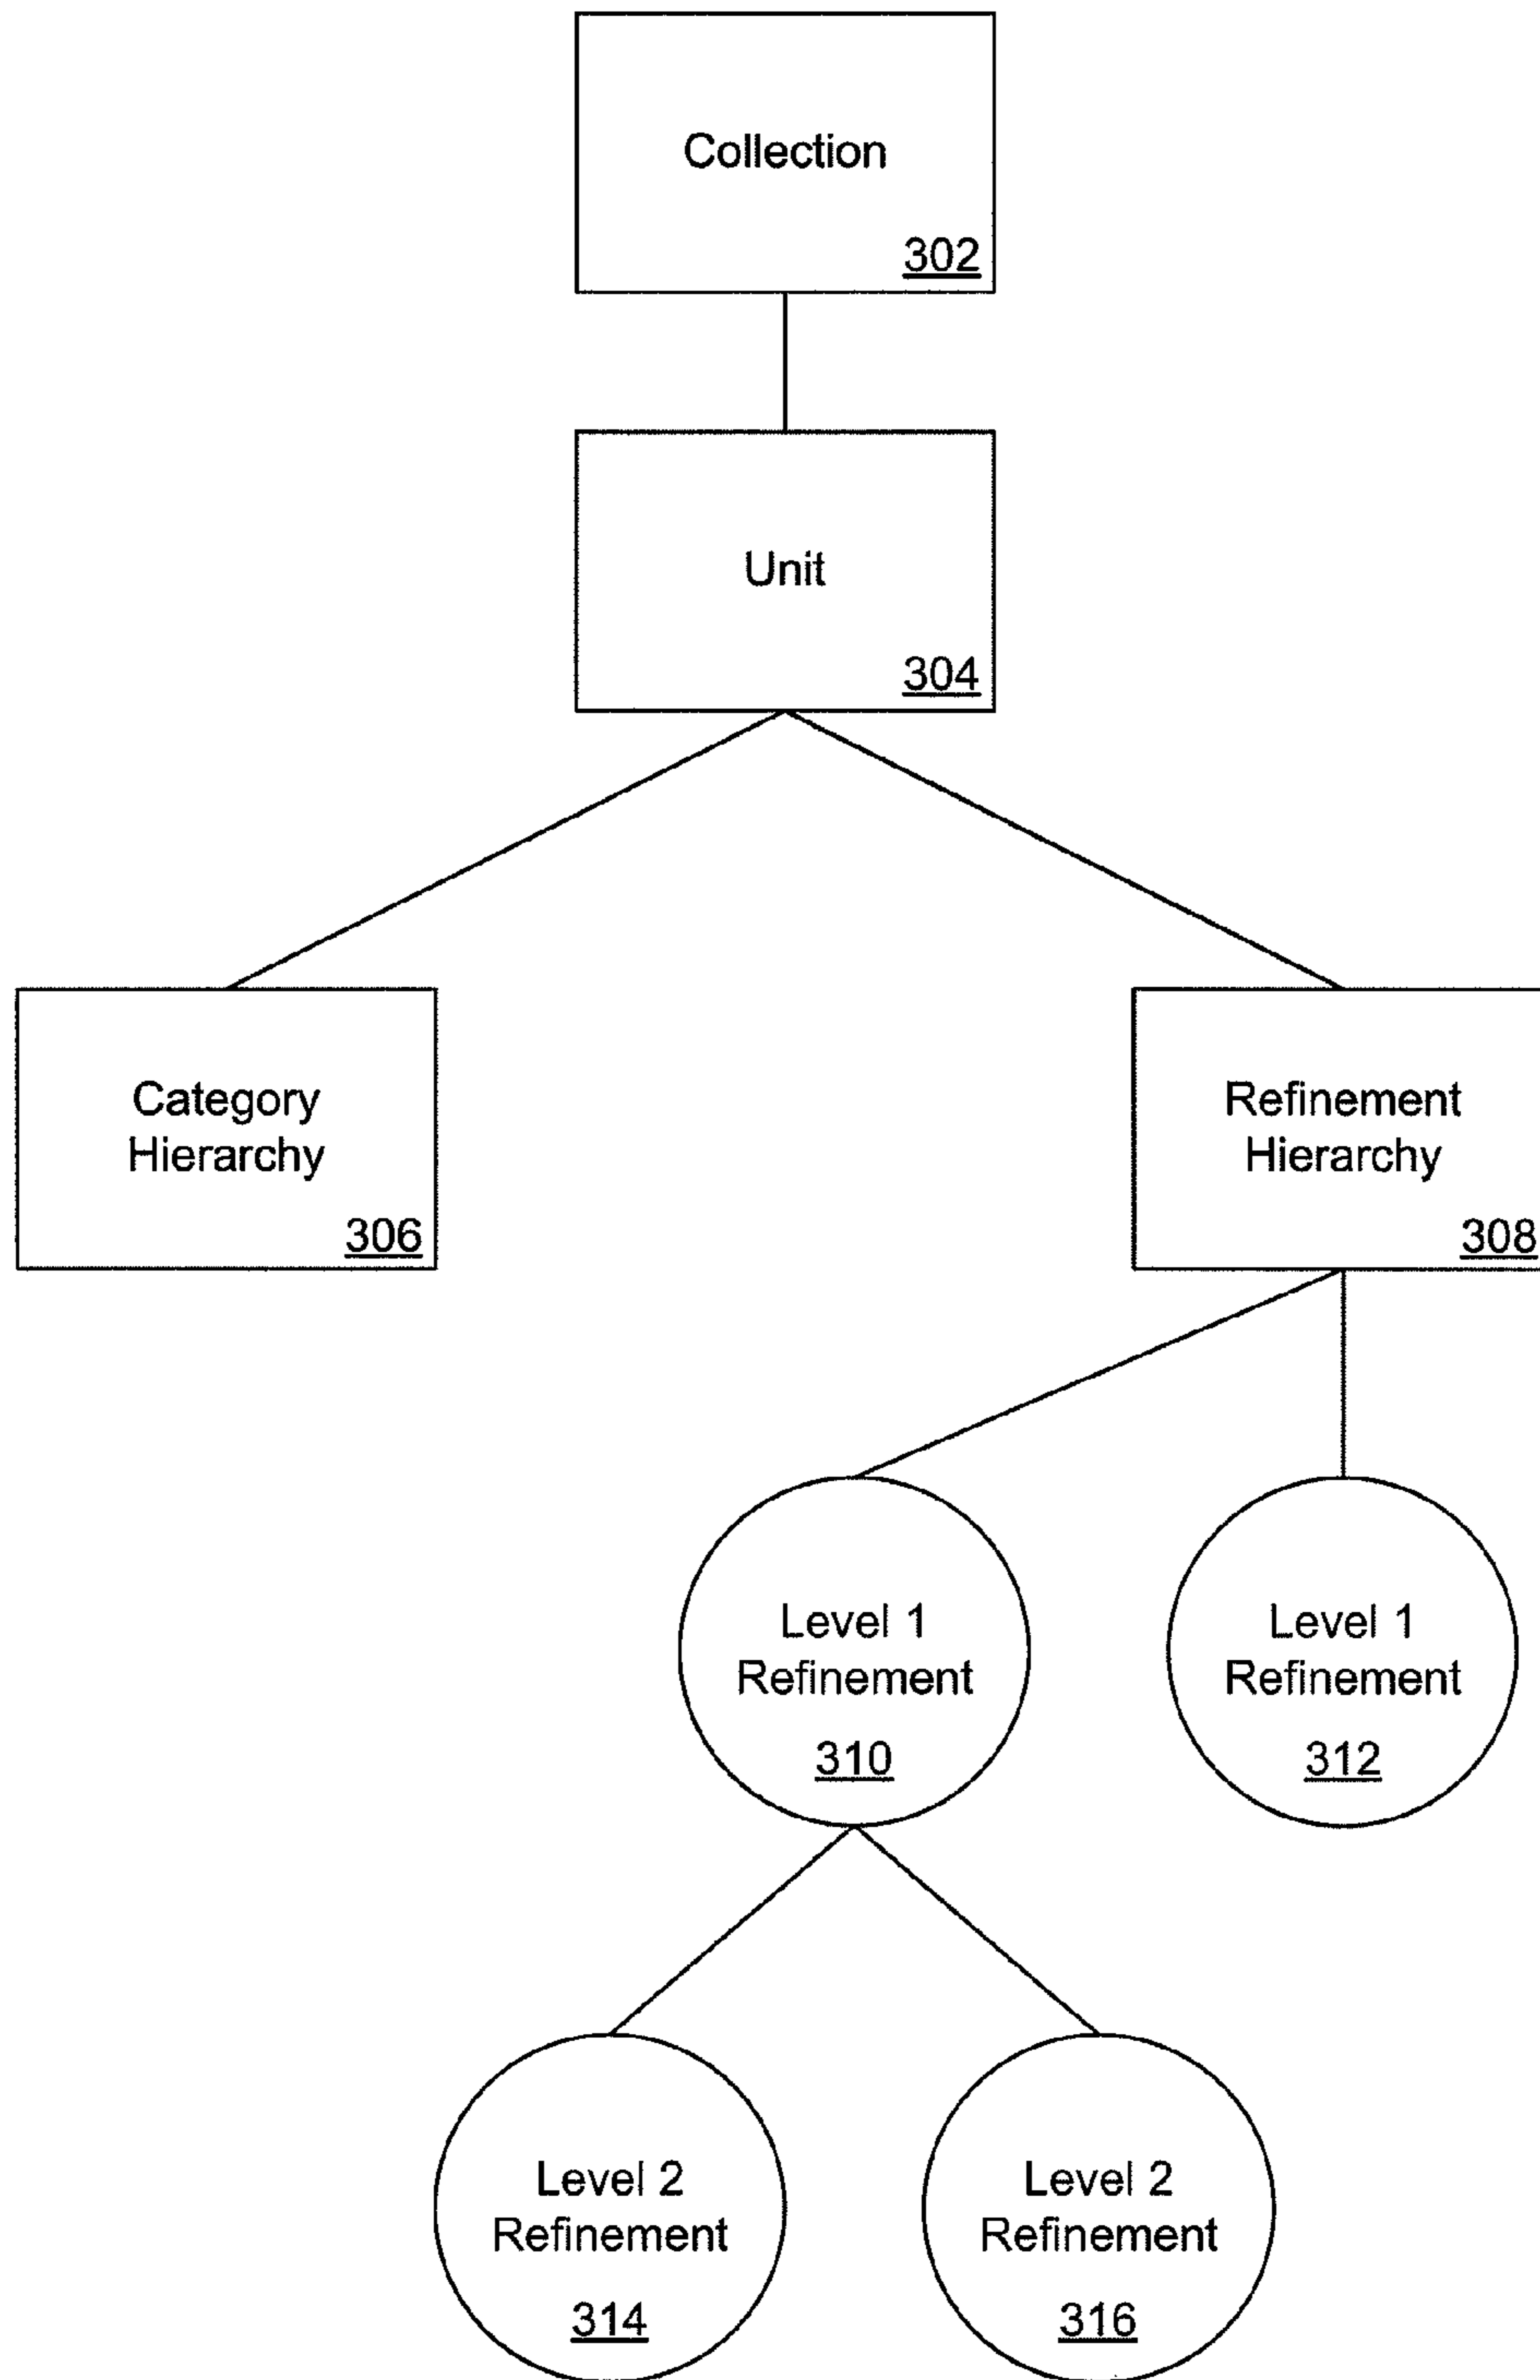 Collection
302
Unit
304
Category
Hierarchy
306
Refinement
Hierarchy
308
Level 1
Refinement
310
Level 1
Refinement
312
Level 2
Refinement
314
Level 2
Refinement
316